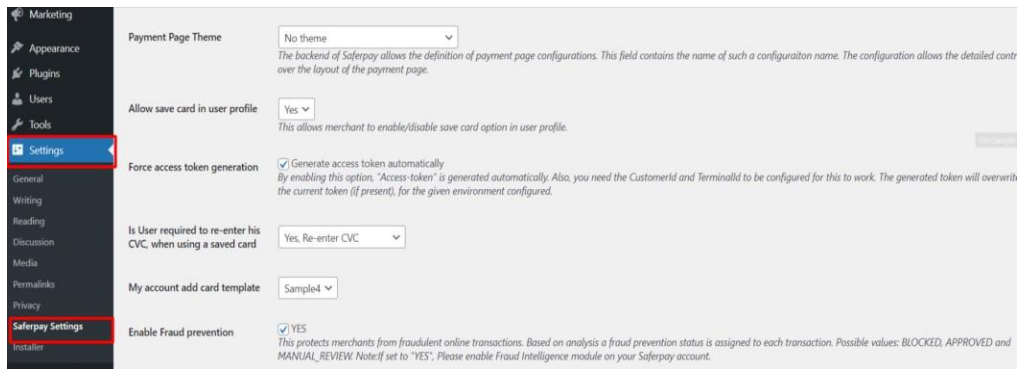 Marketing
Appearance
Plugins
Users
Tools
Settings
General
Writing
Reading
Discussion
Media
Permalinks
Privacy
Saferpay Settings
Installer
Payment Page Theme
No theme
The backend of Saferpay allows the definition of payment page configurations. This field contains the name of such a configuraiton name. The configuration allows the detailed contr
over the layout of the payment page.
Allow save card in user profile
Yes
This allows merchant to enable/disable save card option in user profile.
Force access token generation
Generate access token automatically
By enabling this option, "Access-token" is generated automatically. Also, you need the CustomerId and TerminalId to be configured for this to work. The generated token will overwrite
the current token (if present), for the given environment configured.
Is User required to re-enter his
CVC, when using a saved card
Yes, Re-enter CVC
My account add card template
Sample4
Enable Fraud prevention
YES
This protects merchants from fraudulent online transactions. Based on analysis a fraud prevention status is assigned to each transaction. Possible values: BLOCKED, APPROVED and
MANUAL_REVIEW. Note:If set to "YES", Please enable Fraud Intelligence module on your Saferpay account.